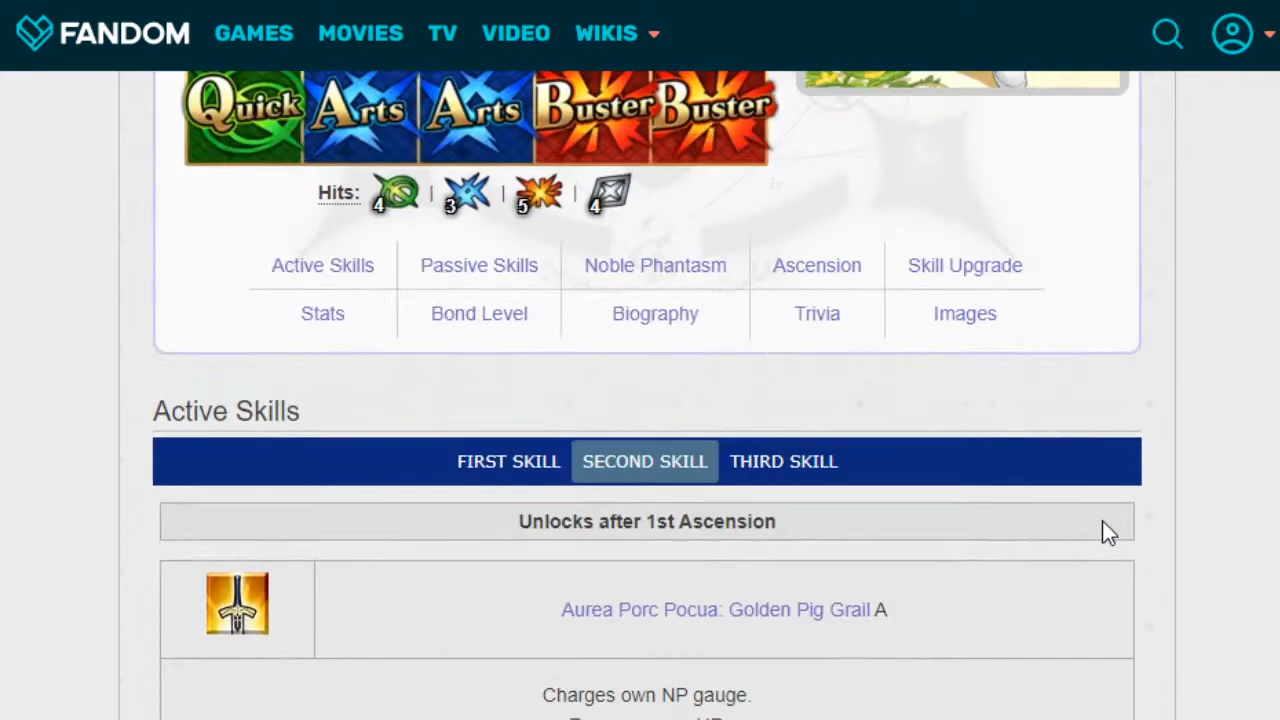 FANDOM GAMES MOVIES TV VIDEO WIKIS
Quick Arts Arts Buster Buster
Hits: 4 | 3 | 5 | 4
Active Skills Passive Skills Noble Phantasm Ascension Skill Upgrade
Stats Bond Level Biography Trivia Images
Active Skills
FIRST SKILL SECOND SKILL THIRD SKILL
Unlocks after 1st Ascension
Aurea Porc Pocua: Golden Pig Grail A
Charges own NP gauge.